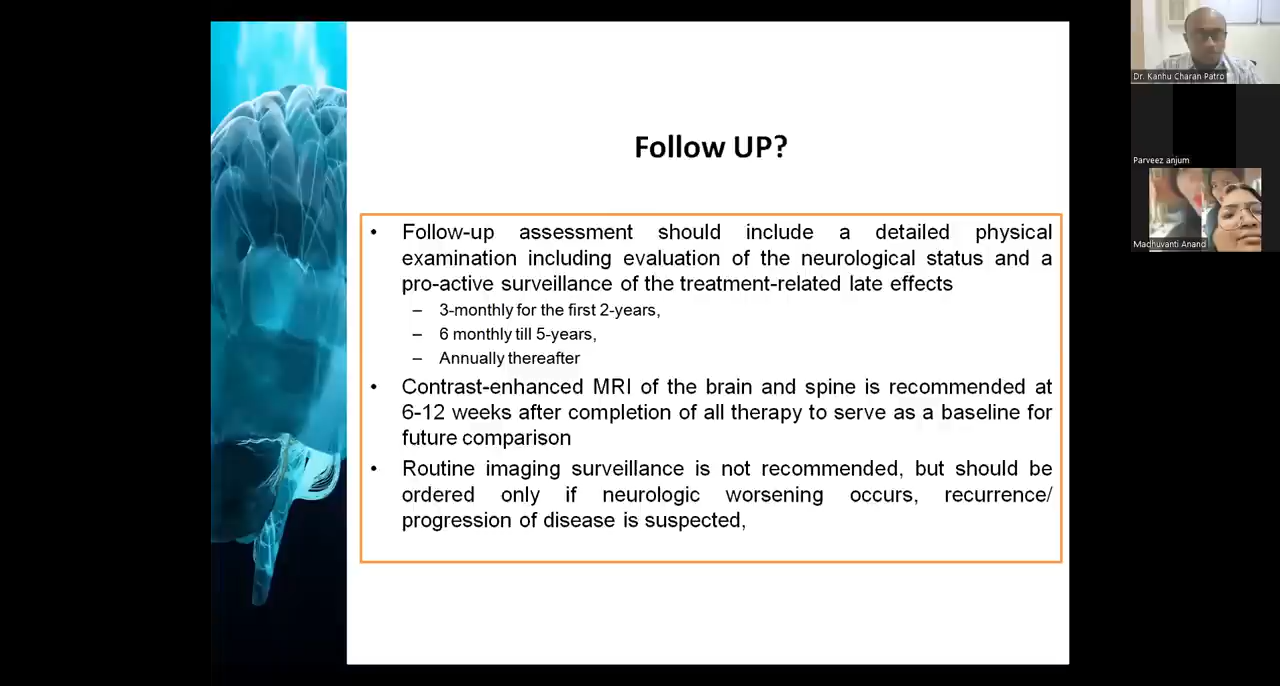 Follow UP?
• Follow-up assessment should include a detailed physical
examination including evaluation of the neurological status and a
pro-active surveillance of the treatment-related late effects
– 3-monthly for the first 2-years,
– 6 monthly till 5-years,
– Annually thereafter
• Contrast-enhanced MRI of the brain and spine is recommended at
6-12 weeks after completion of all therapy to serve as a baseline for
future comparison
• Routine imaging surveillance is not recommended, but should be
ordered only if neurologic worsening occurs, recurrence/
progression of disease is suspected,
Dr. Kanhu Charan Patro
Parveez anjum
Madhuvanti Anand